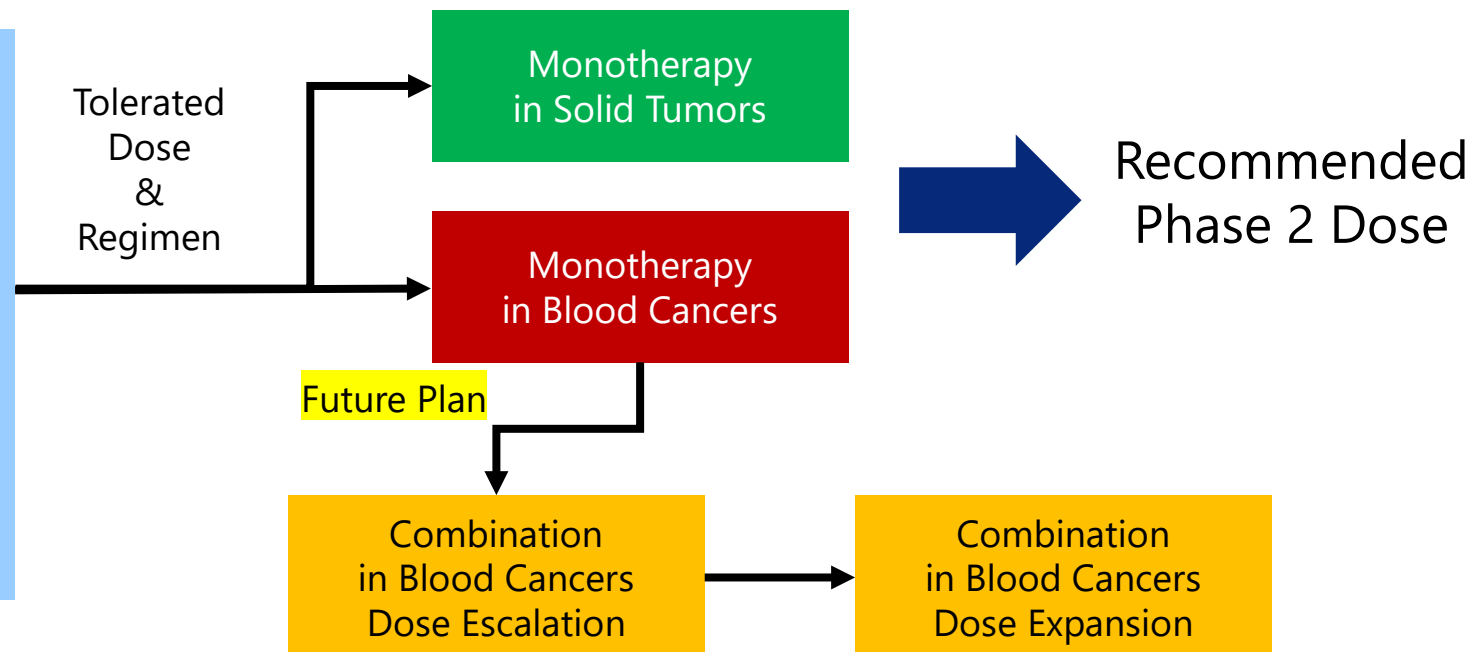 Tolerated
Dose
&
Regimen
Monotherapy
in Solid Tumors
Monotherapy
in Blood Cancers
Recommended
Phase 2 Dose
Future Plan
Combination
in Blood Cancers
Dose Escalation
Combination
in Blood Cancers
Dose Expansion